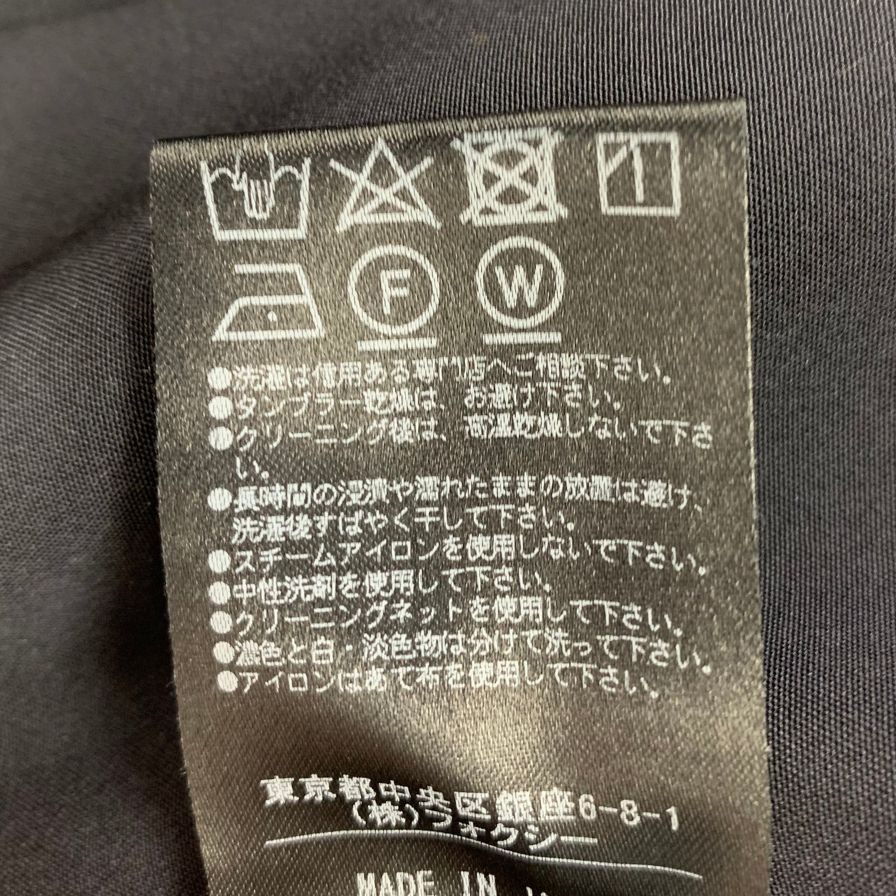 F W
●洗濯は信用ある専門店へご相談下さい。
●タンブラー乾燥は、お避け下さい。
●クリーニング後は、高温乾燥しないで下さ
い。
●長時間の浸漬や濡れたままの放置は避け、
洗濯後すばやく干して下さい。
●スチームアイロンを使用しないで下さい。
●中性洗剤を使用して下さい。
●クリーニングネットを使用して下さい。
●濃色と白・淡色物は分けて洗って下さい。
●アイロンはあて布を使用して下さい。
東京都中央区銀座6-8-1
(株)フォクシー
MADE IN